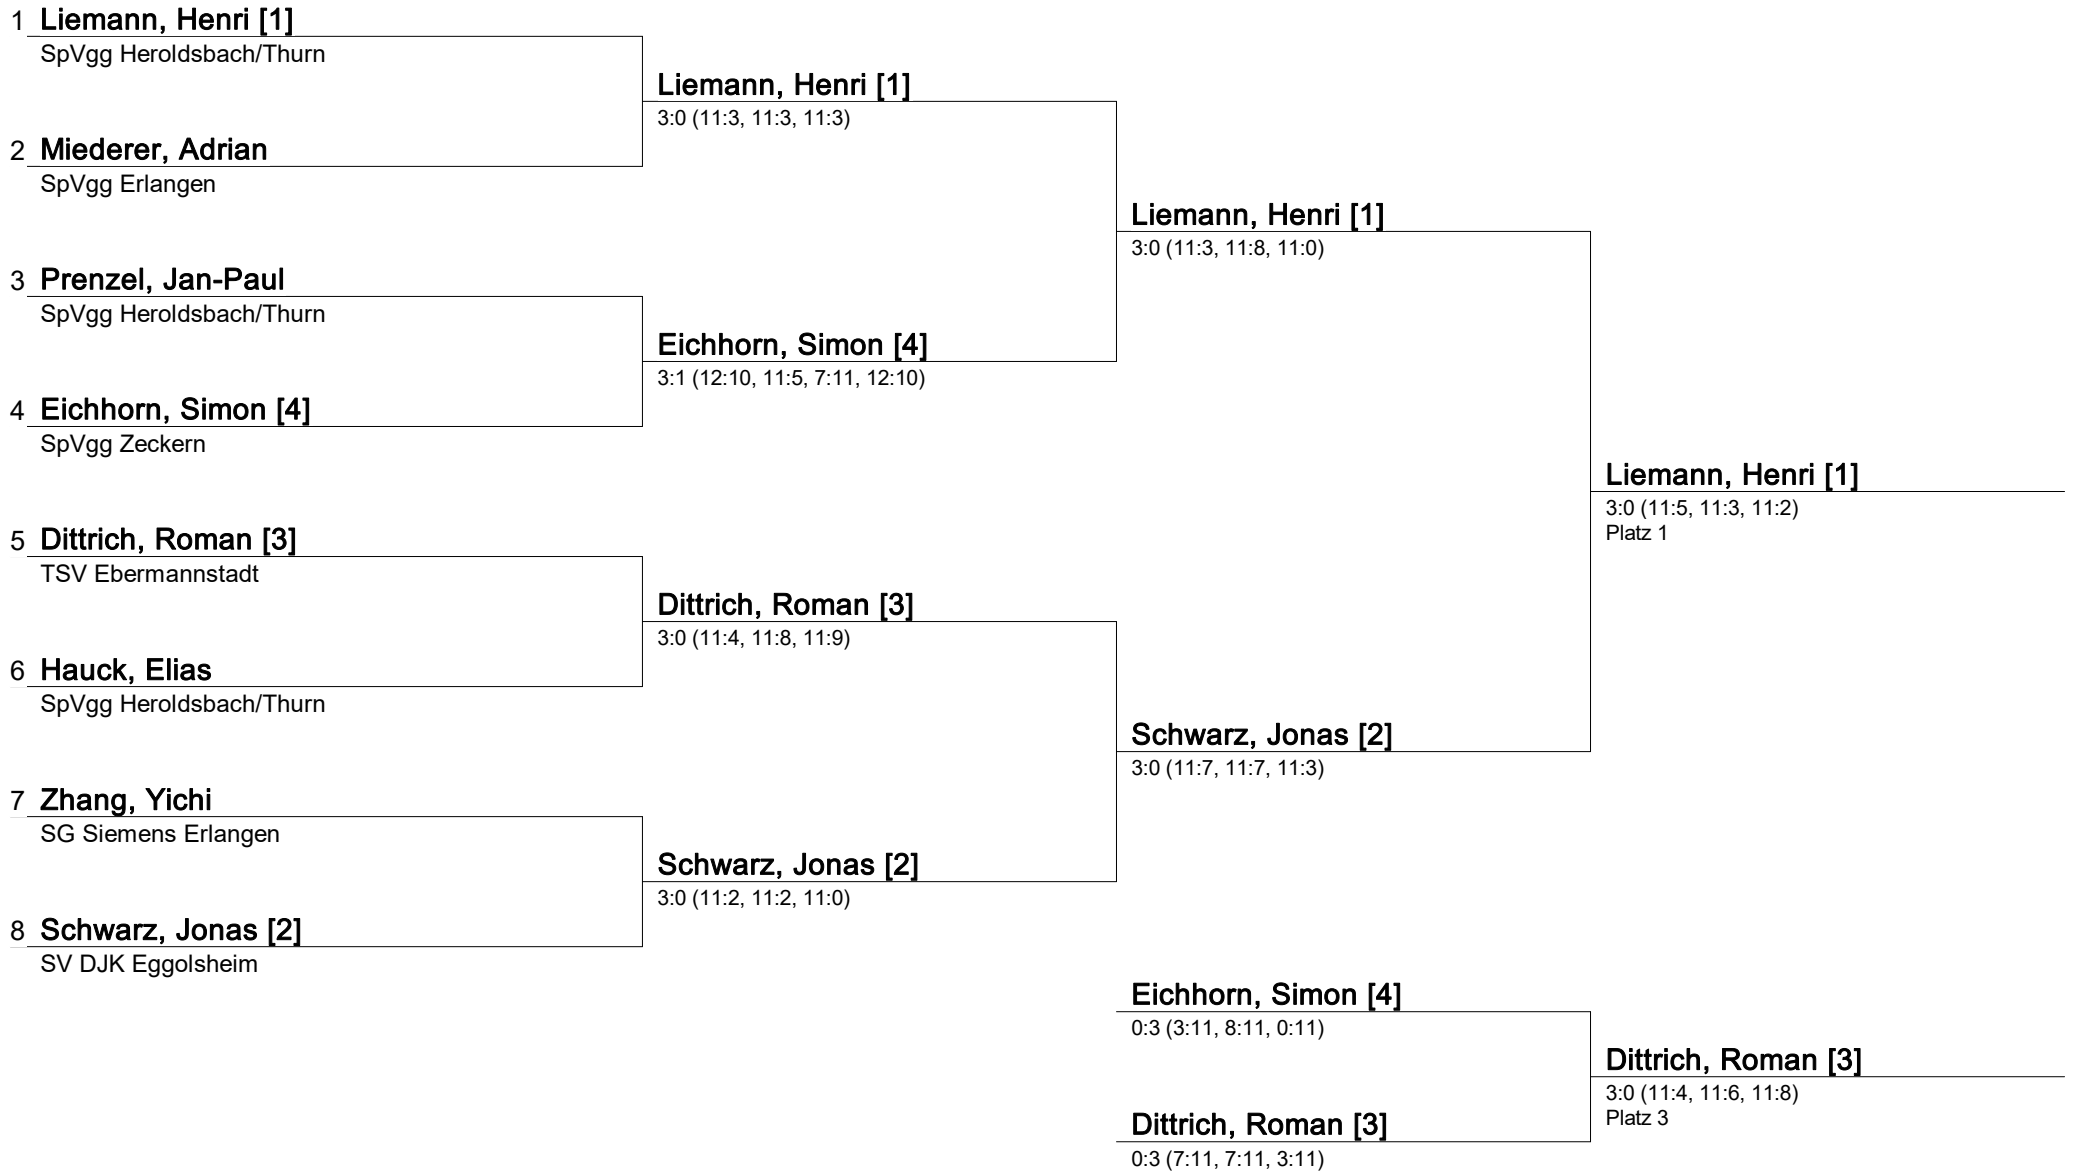 1 Liemann, Henri [1]
SpVgg Heroldsbach/Thurn
Liemann, Henri [1]
3:0 (11:3, 11:3, 11:3)
2 Miederer, Adrian
SpVgg Erlangen
Liemann, Henri [1]
3:0 (11:3, 11:8, 11:0)
3 Prenzel, Jan-Paul
SpVgg Heroldsbach/Thurn
Eichhorn, Simon [4]
3:1 (12:10, 11:5, 7:11, 12:10)
4 Eichhorn, Simon [4]
SpVgg Zeckern
Liemann, Henri [1]
3:0 (11:5, 11:3, 11:2)
Platz 1
5 Dittrich, Roman [3]
TSV Ebermannstadt
Dittrich, Roman [3]
3:0 (11:4, 11:8, 11:9)
6 Hauck, Elias
SpVgg Heroldsbach/Thurn
Schwarz, Jonas [2]
3:0 (11:7, 11:7, 11:3)
7 Zhang, Yichi
SG Siemens Erlangen
Schwarz, Jonas [2]
3:0 (11:2, 11:2, 11:0)
8 Schwarz, Jonas [2]
SV DJK Eggolsheim
Eichhorn, Simon [4]
0:3 (3:11, 8:11, 0:11)
Dittrich, Roman [3]
3:0 (11:4, 11:6, 11:8)
Platz 3
Dittrich, Roman [3]
0:3 (7:11, 7:11, 3:11)